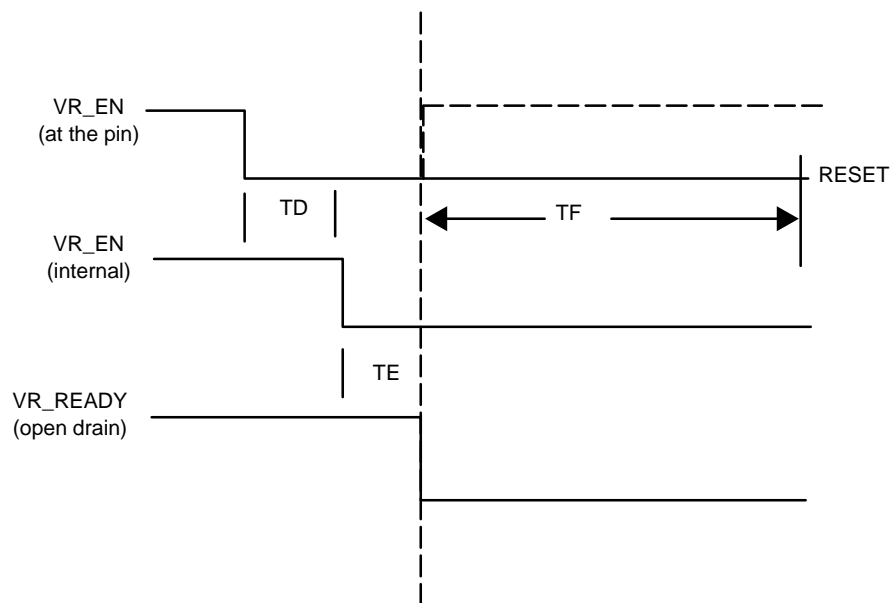 VR_EN
(at the pin)
RESET
TD
TF
VR_EN
(internal)
TE
VR_READY
(open drain)